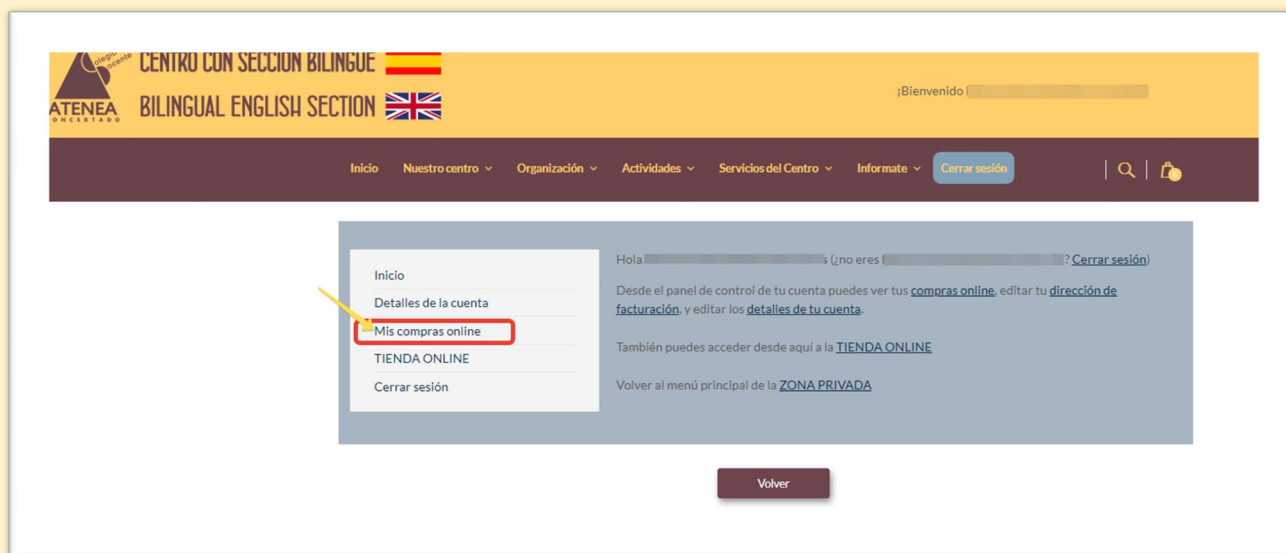 Colegio Docente
CENTRO CON SECCION BILINGUE
ATENEA
CONCERTADO
BILINGUAL ENGLISH SECTION
¡Bienvenido
Inicio Nuestro centro Organización Actividades Servicios del Centro Informate Cerrar sesión 0
Inicio
Detalles de la cuenta
Mis compras online
TIENDA ONLINE
Cerrar sesión
Hola s (¿no eres ? Cerrar sesión)
Desde el panel de control de tu cuenta puedes ver tus compras online, editar tu dirección de
facturación, y editar los detalles de tu cuenta.
También puedes acceder desde aquí a la TIENDA ONLINE
Volver al menú principal de la ZONA PRIVADA
Volver